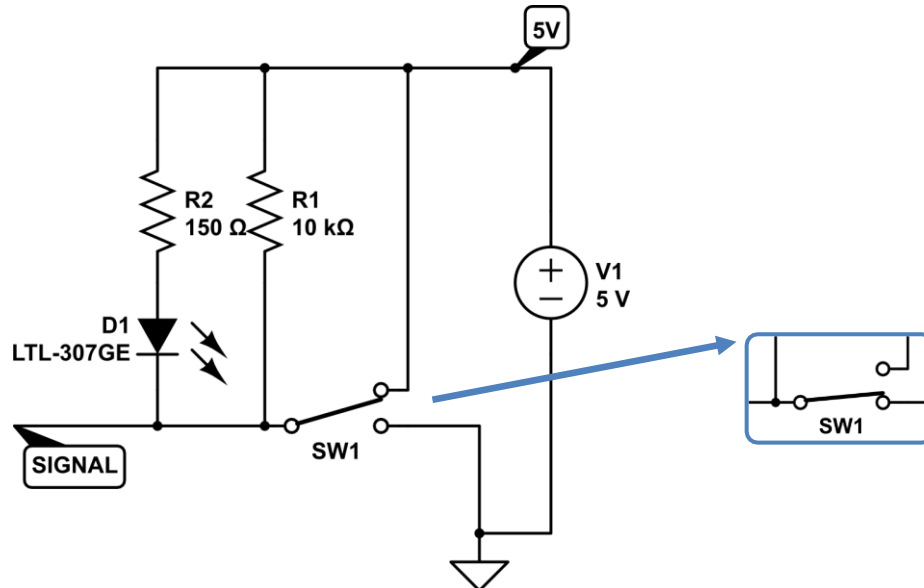 5V
R2
150 Ω
R1
10 kΩ
V1
5 V
D1
LTL-307GE
SW1
SIGNAL
SW1